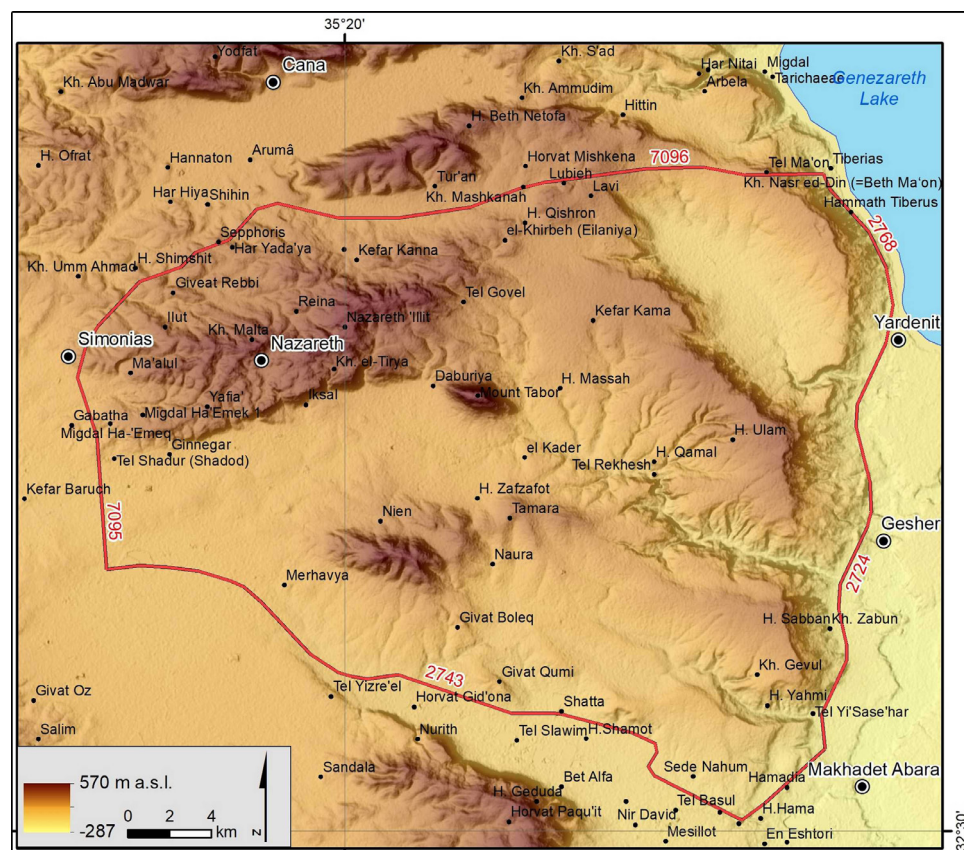 35°20'
Yodfat
Cana
Kh. S'ad
Har Nitai
Migdal
Tarichaeae
Genezareth
Lake
Kh. Abu Madwar
Kh. Ammudim
Arbela
Hittin
H. Beth Netofa
H. Ofrat
Hannaton
Arumâ
Horvat Mishkena
7096
Tel Ma'on
Tiberias
Tur'an
Lubieh
Kh. Nasr ed-Din (=Beth Ma'on)
Har Hiya
Shihin
Kh. Mashkanah
Lavi
Hammath Tiberus
H. Qishron
2768
Sepphoris
el-Khirbeh (Eilaniya)
Har Yada'ya
Kefar Kanna
Kh. Umm Ahmad
H. Shimshit
Giveat Rebbi
Tel Govel
Reina
Ilut
Kh. Malta
Nazareth 'Illit
Kefar Kama
Yardenit
Simonias
Nazareth
Ma'alul
Kh. el-Tirya
Daburiya
H. Massah
Mount Tabor
Yafia'
Iksal
Gabatha
Migdal Ha'Emek 1
Migdal Ha-'Emeq
Ginnegar
H. Ulam
Tel Shadur (Shadod)
el Kader
H. Qamal
Tel Rekhesh
Kefar Baruch
H. Zafzafot
7095
Nien
Tamara
Gesher
Naura
2724
Merhavya
Givat Boleq
H. Sabban
Kh. Zabun
Givat Qumi
Kh. Gevul
2743
Tel Yizre'el
Givat Oz
Horvat Gid'ona
Shatta
H. Yahmi
Tel Yi'Sase'har
Salim
Nurith
Tel Slawim
H.Shamot
Sandala
Bet Alfa
Sede Nahum
Hamadia
Makhadet Abara
H. Geduda
Horvat Paqu'it
Nir David
Tel Basul
H.Hama
Mesillot
En Eshtori
570 m a.s.l.
-287
0 2 4
km
N
32°30'